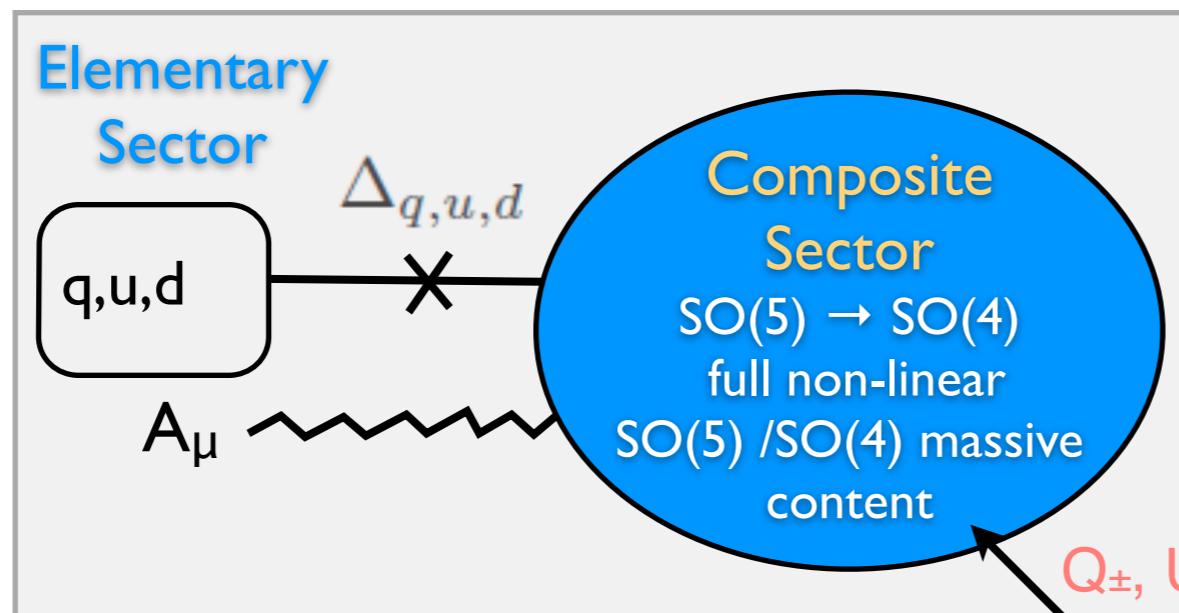 Elementary
Sector
Δq,u,d
q,u,d
Aμ
Composite
Sector
SO(5) → SO(4)
full non-linear
SO(5) /SO(4) massive
content
Q±,